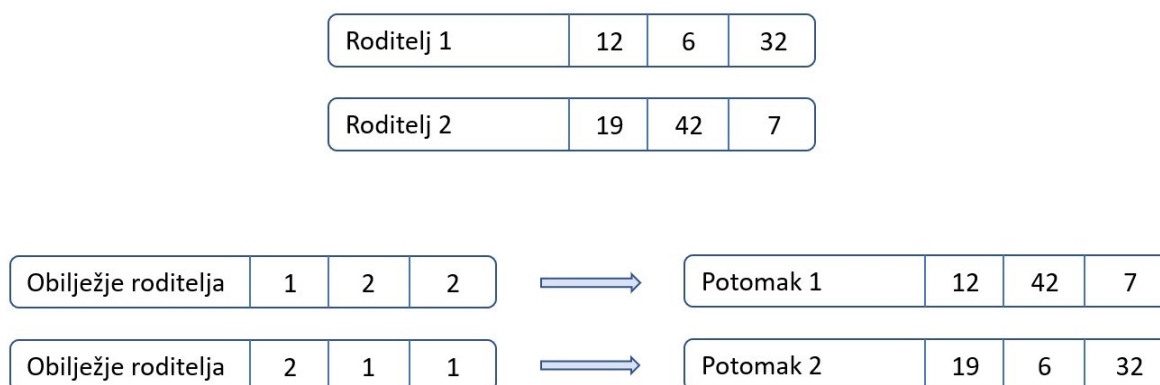 Roditelj 1 12 6 32
Roditelj 2 19 42 7
Obilježje roditelja 1 2 2 Potomak 1 12 42 7
Obilježje roditelja 2 1 1 Potomak 2 19 6 32